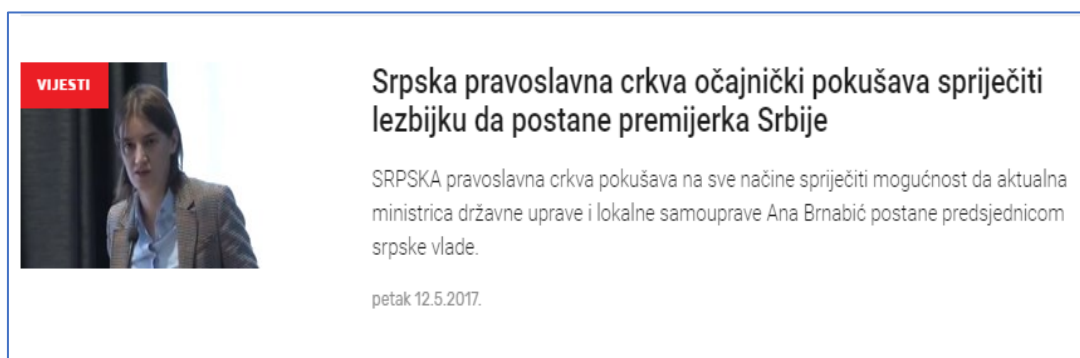 VIJESTI
Srpska pravoslavna crkva očajnički pokušava spriječiti
lezbijku da postane premijerka Srbije
SRPSKA pravoslavna crkva pokušava na sve načine spriječiti mogućnost da aktualna
ministrica državne uprave i lokalne samouprave Ana Brnabić postane predsjednicom
srpske vlade.
petak 12.5.2017.